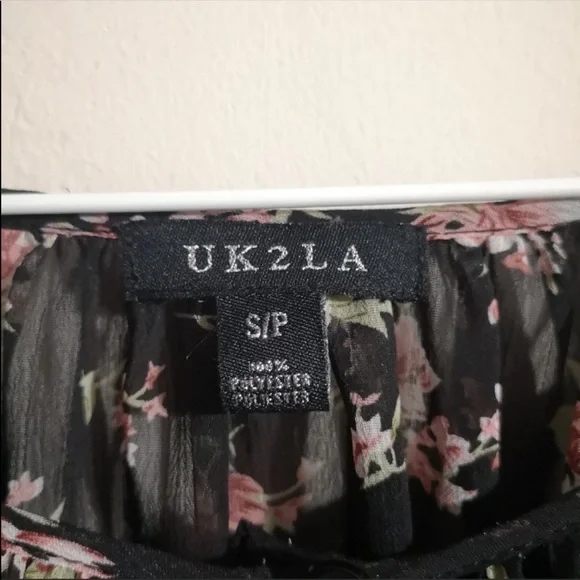 UK2LA
S/P
100%
POLYESTER
POLIESTER